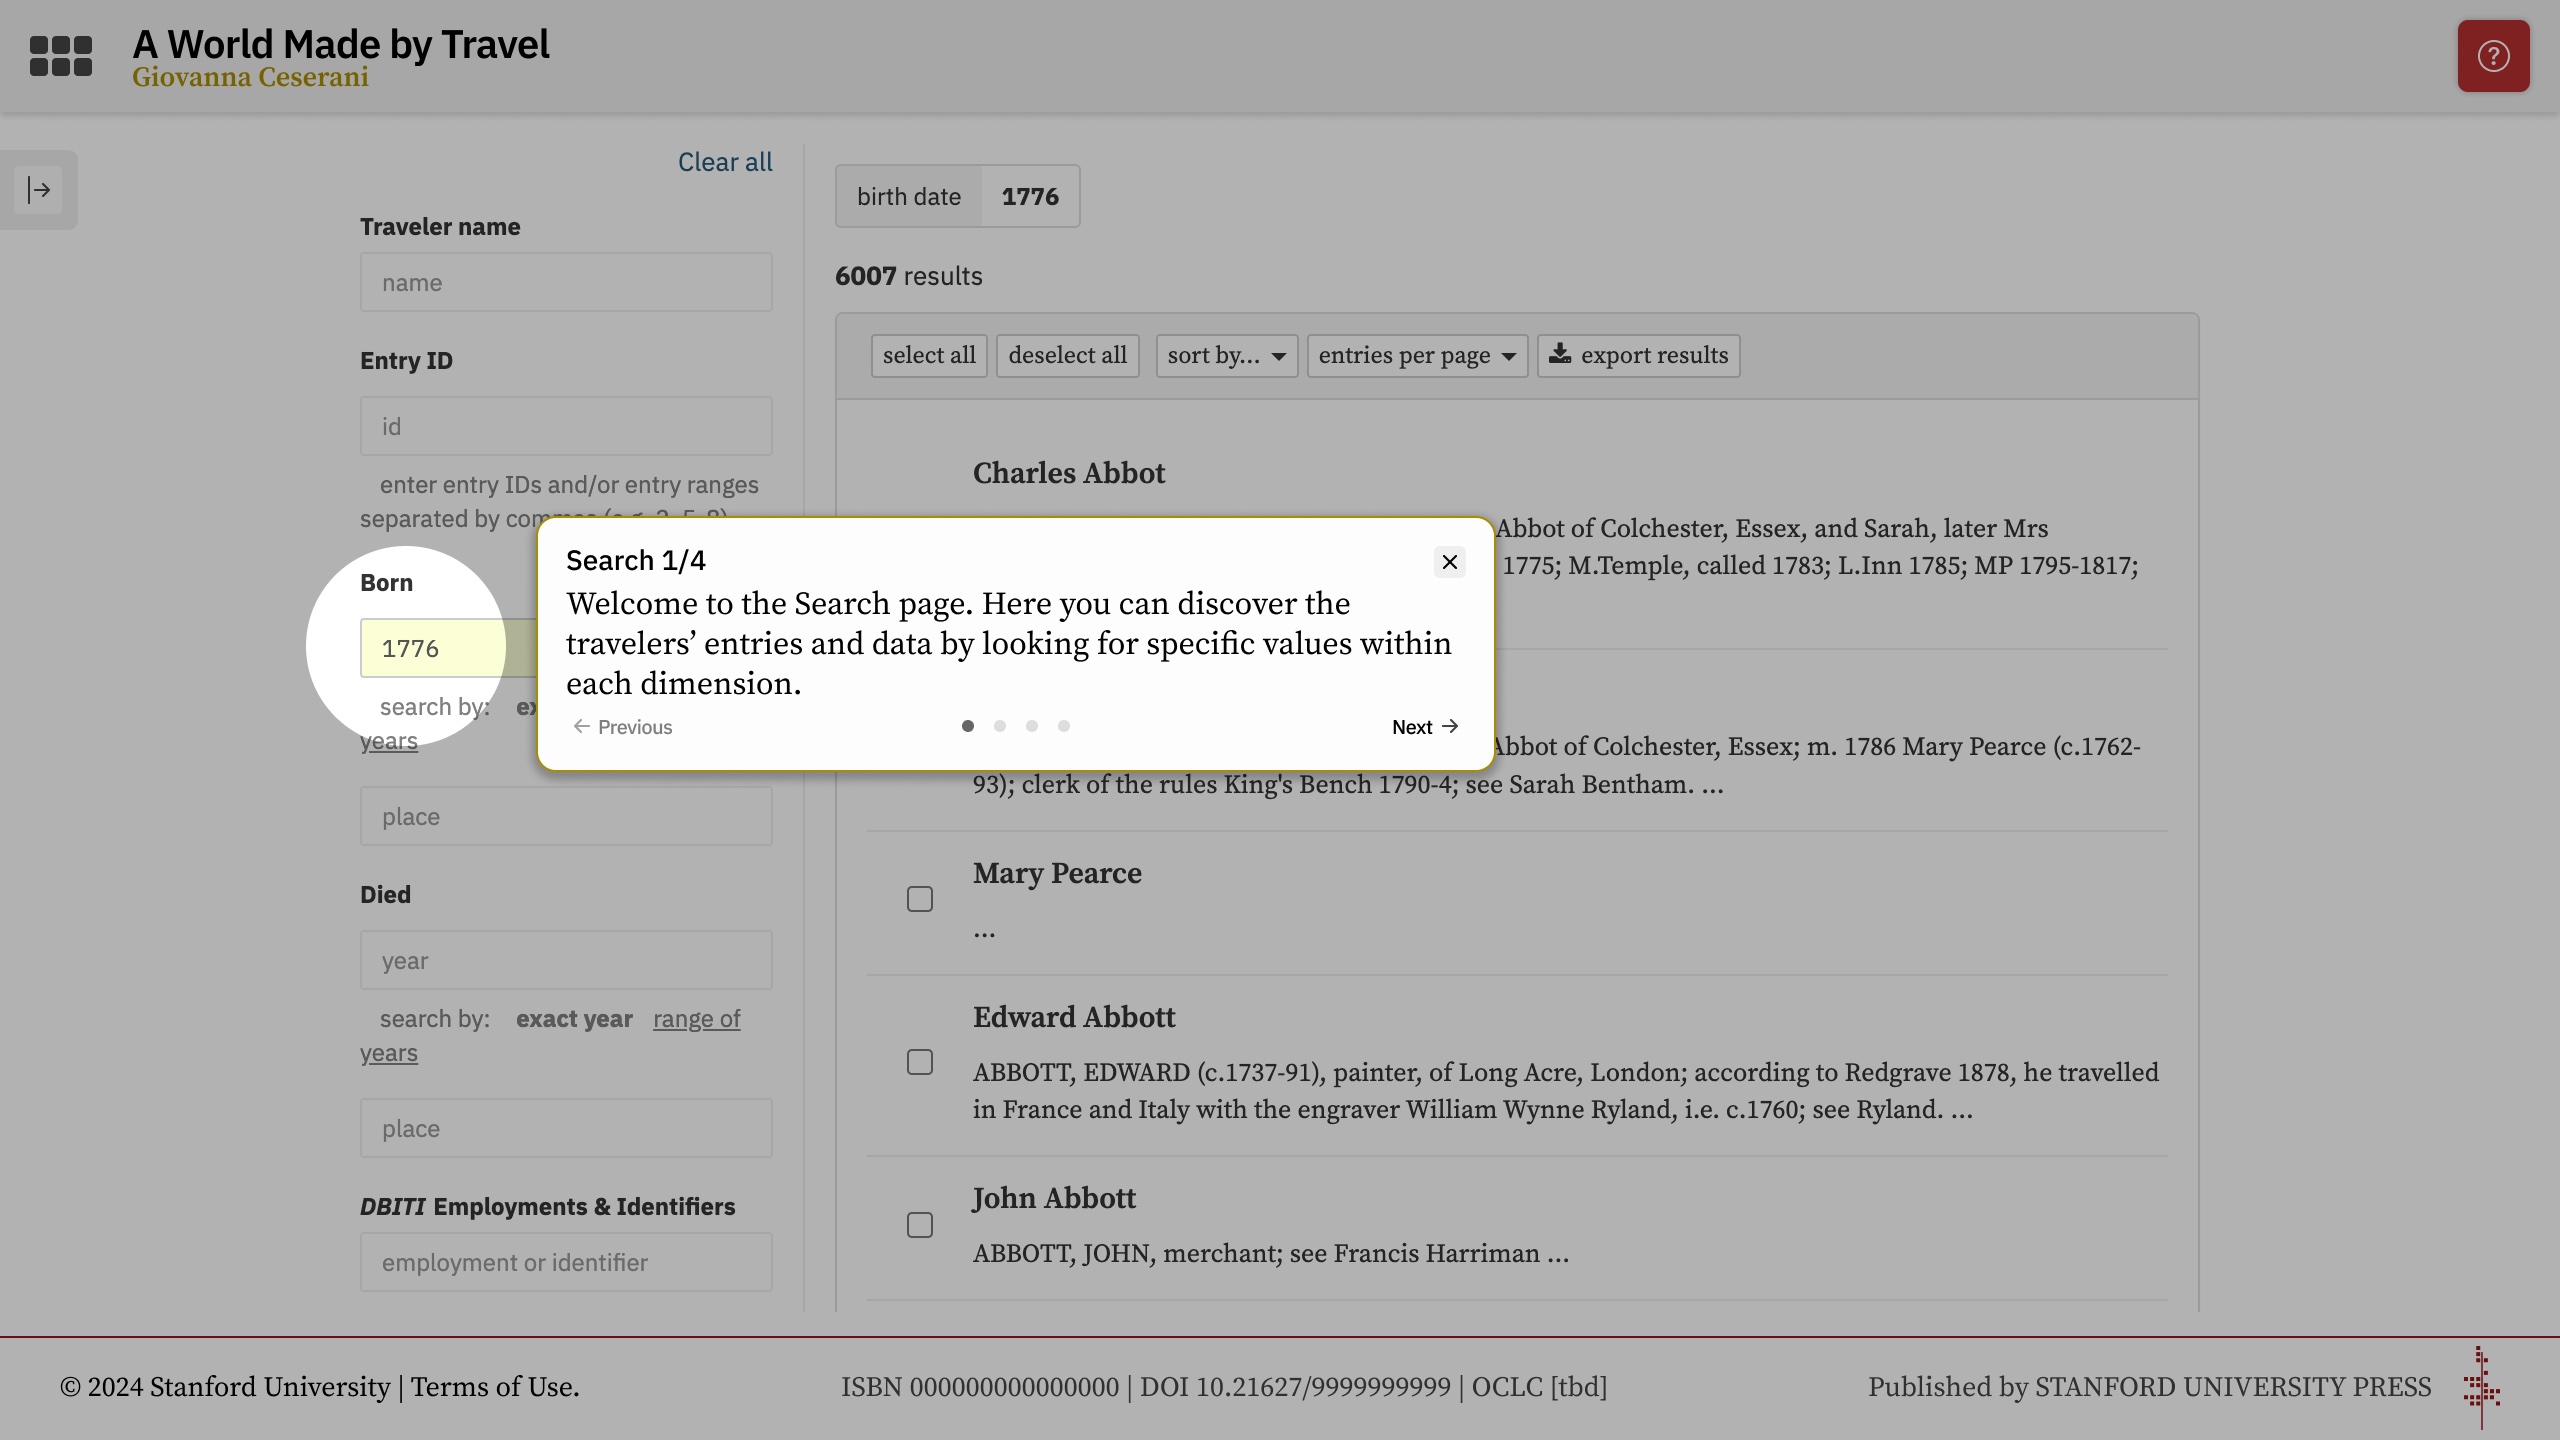 A World Made by Travel
Giovanna Ceserani
Clear all
Traveler name
name
Entry ID
id
enter entry IDs and/or entry ranges
separated by commas (e.g. 2, 5-8)
Born
1776
search by:
years
place
Died
year
search by: exact year range of
years
place
DBITI Employments & Identifiers
employment or identifier
birth date 1776
6007 results
select all deselect all sort by... entries per page export results
Charles Abbot
Abbot of Colchester, Essex, and Sarah, later Mrs
1775; M.Temple, called 1783; L.Inn 1785; MP 1795-1817;
Abbot of Colchester, Essex; m. 1786 Mary Pearce (c.1762-
93); clerk of the rules King's Bench 1790-4; see Sarah Bentham. ...
Mary Pearce
...
Edward Abbott
ABBOTT, EDWARD (c.1737-91), painter, of Long Acre, London; according to Redgrave 1878, he travelled
in France and Italy with the engraver William Wynne Ryland, i.e. c.1760; see Ryland. ...
John Abbott
ABBOTT, JOHN, merchant; see Francis Harriman ...
Search 1/4
Welcome to the Search page. Here you can discover the
travelers’ entries and data by looking for specific values within
each dimension.
Previous
Next
© 2024 Stanford University | Terms of Use.
ISBN 000000000000000 | DOI 10.21627/9999999999 | OCLC [tbd]
Published by STANFORD UNIVERSITY PRESS